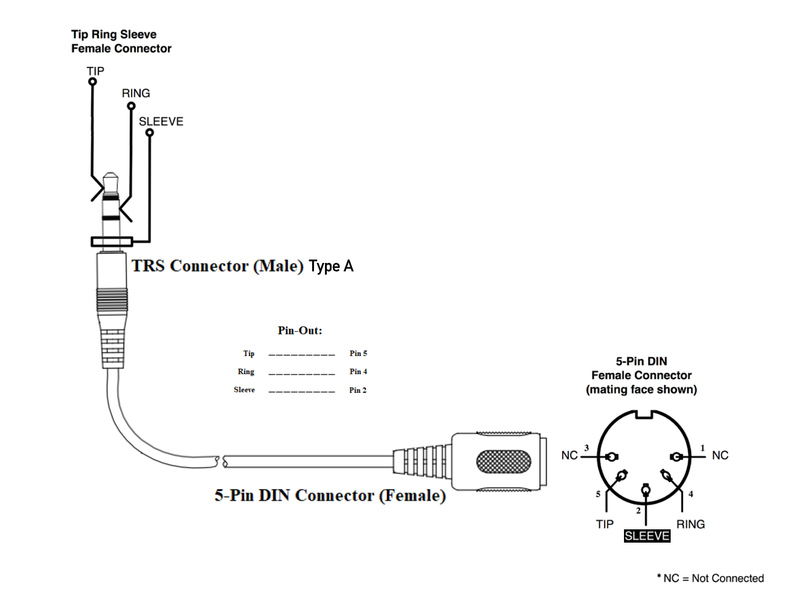 Tip Ring Sleeve
Female Connector
TIP
RING
SLEEVE
TRS Connector (Male) Type A
Pin-Out:
Tip __________ Pin 5
Ring __________ Pin 4
Sleeve __________ Pin 2
5-Pin DIN Connector (Female)
5-Pin DIN
Female Connector
(mating face shown)
NC 3 1 NC
5 4
2
TIP RING
SLEEVE
* NC = Not Connected